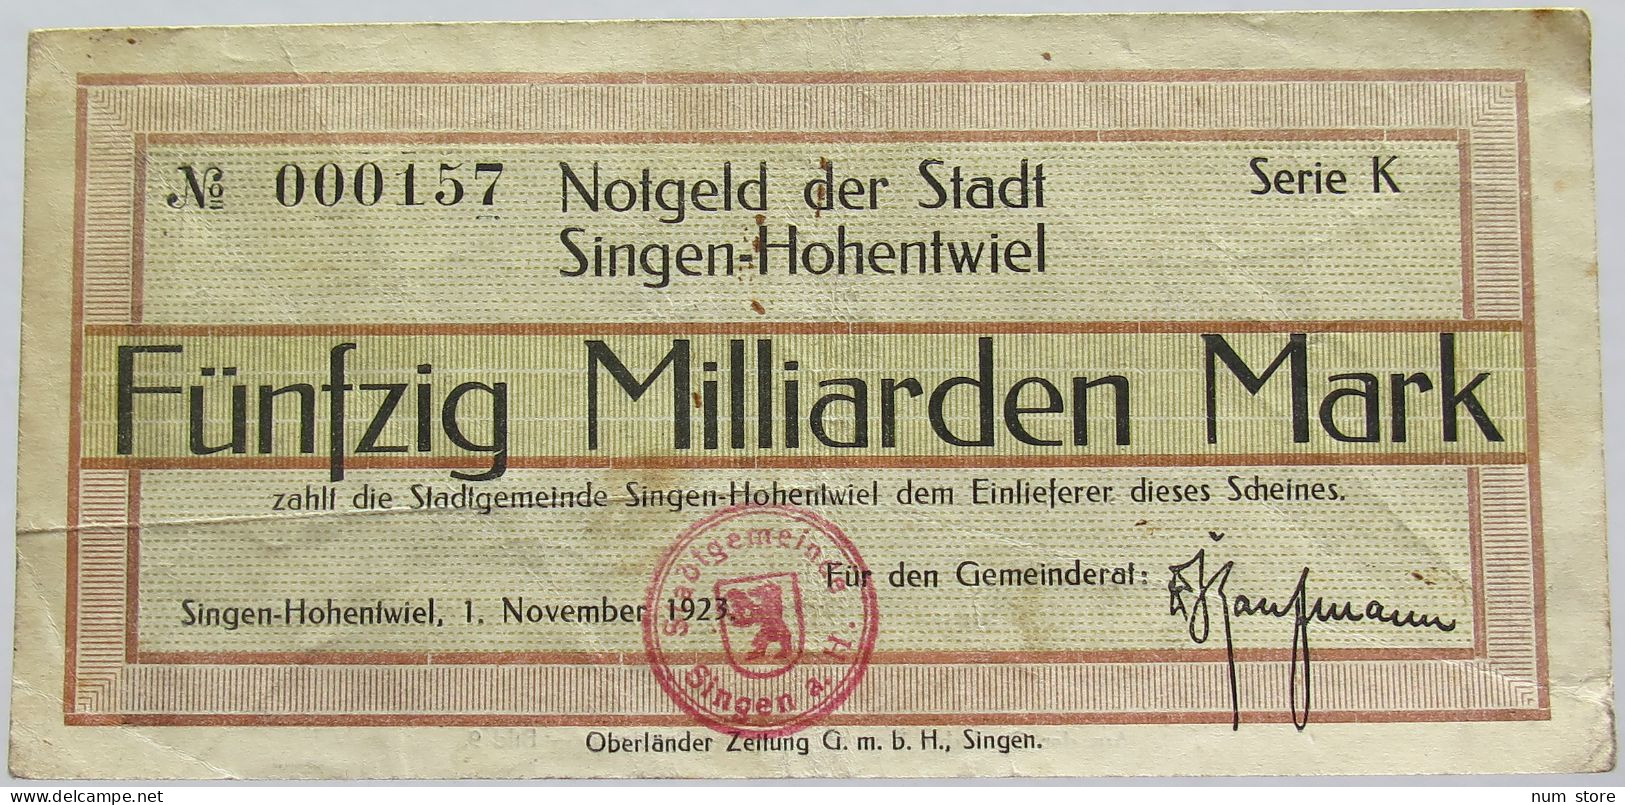 № 000157
Notgeld der Stadt
Serie K
Singen-Hohentwiel
Fünfzig Milliarden Mark
zahlt die Stadtgemeinde Singen-Hohentwiel dem Einlieferer dieses Scheines.
Für den Gemeinderat:
Kaufmann
Singen-Hohentwiel, 1. November 1923.
Stadtgemeinde
Singen a. H.
Oberländer Zeitung G. m. b. H., Singen.
www.delcampe.net
num store